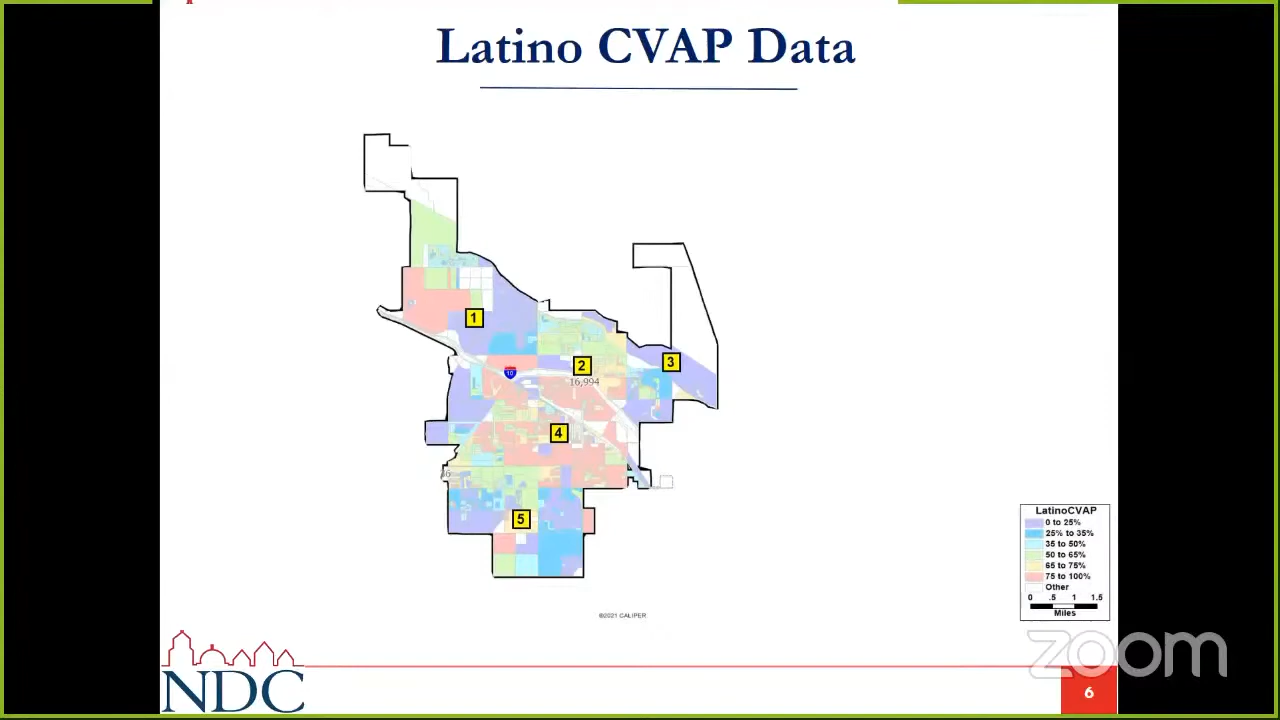 Latino CVAP Data
1
2
3
10
16,994
4
5
LatinoCVAP
0 to 25%
25% to 35%
35 to 50%
50 to 65%
65 to 75%
75 to 100%
Other
0 .5 1 1.5
Miles
©2021 CALIPER
zoom
NDC
6